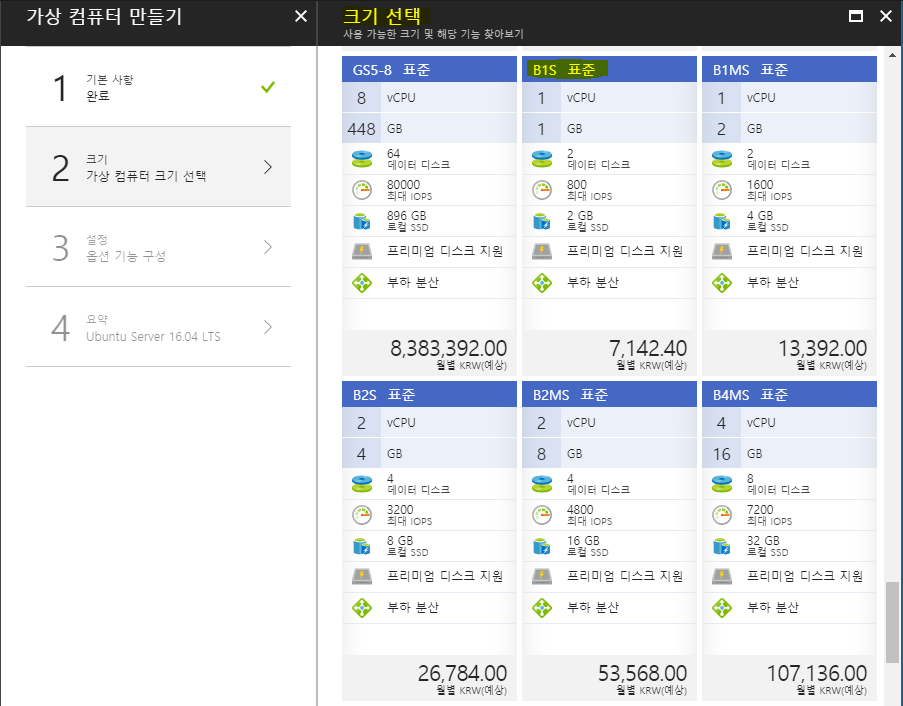 가상 컴퓨터 만들기
1
기본 사항
완료
2
크기
가상 컴퓨터 크기 선택
3
설정
옵션 기능 구성
4
요약
Ubuntu Server 16.04 LTS
크기 선택
사용 가능한 크기 및 해당 기능 찾아보기
GS5-8 표준
8 vCPU
448 GB
64
데이터 디스크
80000
최대 IOPS
896 GB
로컬 SSD
프리미엄 디스크 지원
부하 분산
8,383,392.00
월별 KRW(예상)
B1S 표준
1 vCPU
1 GB
2
데이터 디스크
800
최대 IOPS
2 GB
로컬 SSD
프리미엄 디스크 지원
부하 분산
7,142.40
월별 KRW(예상)
B1MS 표준
1 vCPU
2 GB
2
데이터 디스크
1600
최대 IOPS
4 GB
로컬 SSD
프리미엄 디스크 지원
부하 분산
13,392.00
월별 KRW(예상)
B2S 표준
2 vCPU
4 GB
4
데이터 디스크
3200
최대 IOPS
8 GB
로컬 SSD
프리미엄 디스크 지원
부하 분산
26,784.00
월별 KRW(예상)
B2MS 표준
2 vCPU
8 GB
4
데이터 디스크
4800
최대 IOPS
16 GB
로컬 SSD
프리미엄 디스크 지원
부하 분산
53,568.00
월별 KRW(예상)
B4MS 표준
4 vCPU
16 GB
8
데이터 디스크
7200
최대 IOPS
32 GB
로컬 SSD
프리미엄 디스크 지원
부하 분산
107,136.00
월별 KRW(예상)